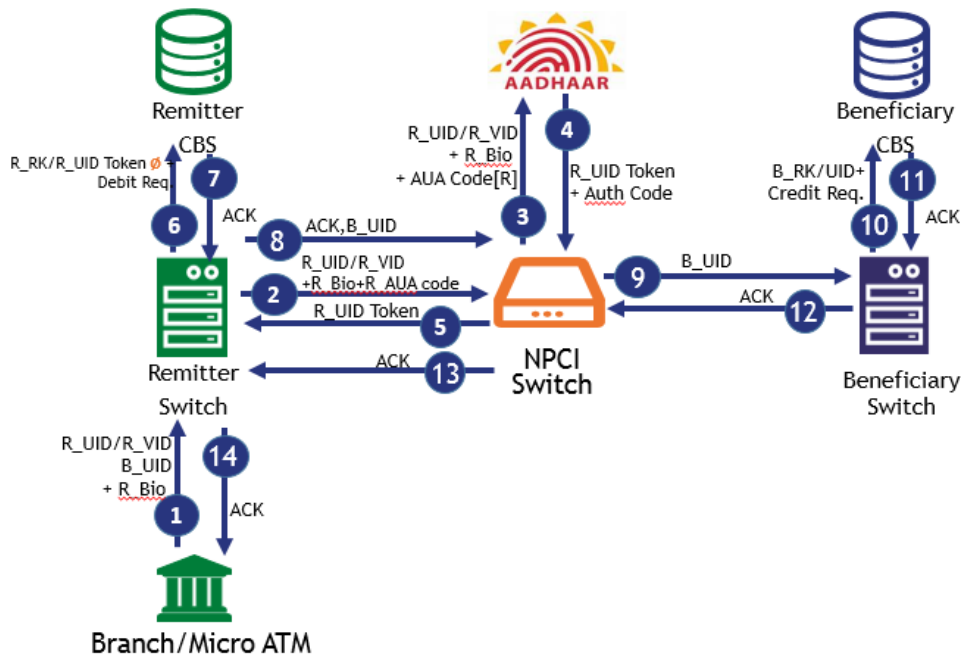 AADHAAR
Remitter
CBS
Beneficiary
CBS
R_RK/R_UID Token Ø +
Debit Req.
6
7
ACK
R_UID/R_VID
+ R_Bio
+ AUA Code[R]
3
4
R_UID Token
+ Auth Code
B_RK/UID+
Credit Req.
10
11
ACK
8
ACK,B_UID
2
R_UID/R_VID
+R_Bio+R_AUA code
R_UID Token
5
ACK
13
9
B_UID
ACK
12
Remitter
Switch
NPCI
Switch
Beneficiary
Switch
R_UID/R_VID
B_UID
+ R_Bio
1
14
ACK
Branch/Micro ATM